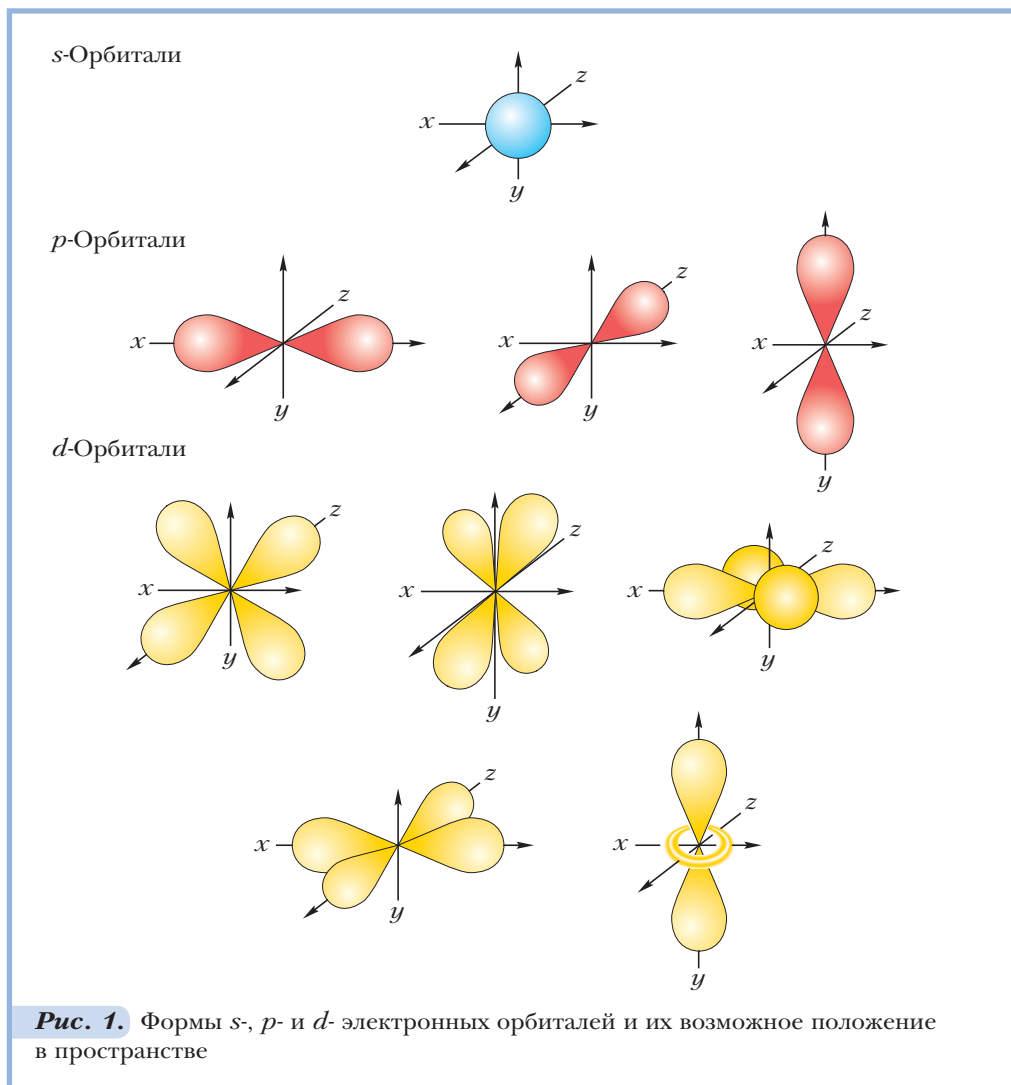 s-Орбитали
z
x
y
p-Орбитали
z
x
y
z
x
y
z
x
y
d-Орбитали
z
x
y
z
x
y
z
x
y
z
x
y
z
x
y
Рис. 1. Формы s-, p- и d- электронных орбиталей и их возможное положение
в пространстве